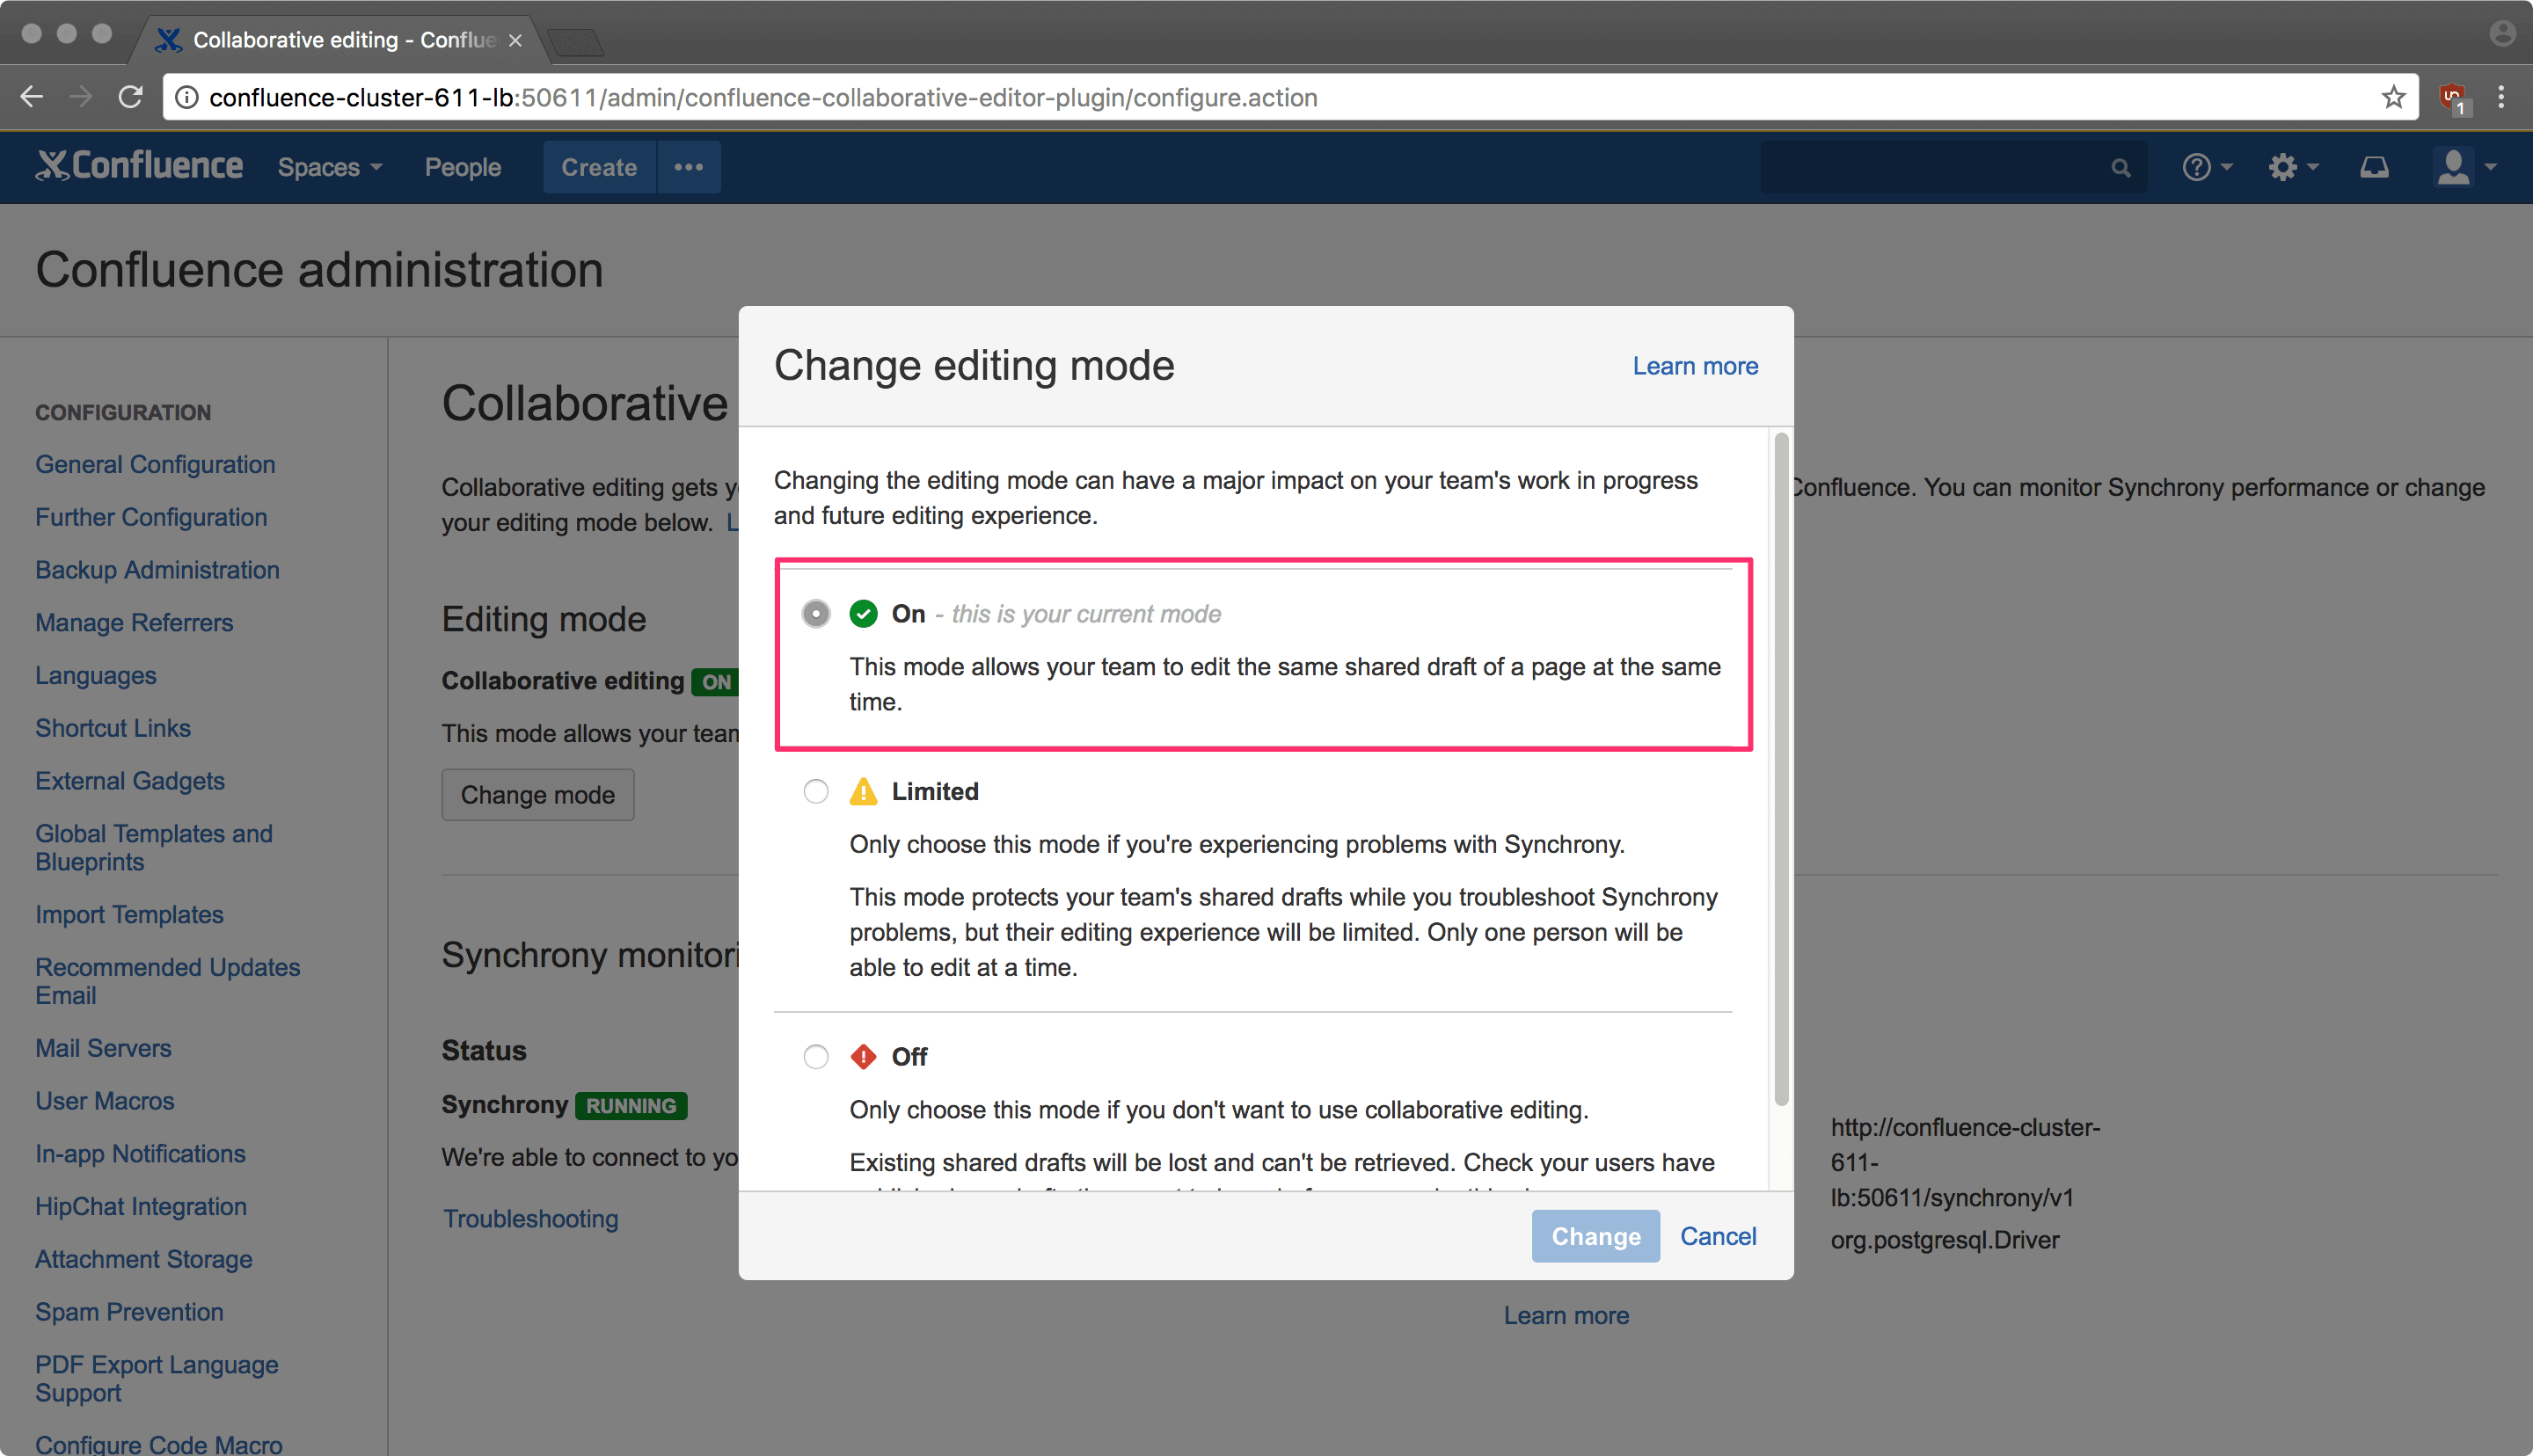 Collaborative editing - Conflue
confluence-cluster-611-lb:50611/admin/confluence-collaborative-editor-plugin/configure.action
1
Confluence Spaces People Create
Confluence administration
CONFIGURATION
General Configuration
Further Configuration
Backup Administration
Manage Referrers
Languages
Shortcut Links
External Gadgets
Global Templates and
Blueprints
Import Templates
Recommended Updates
Email
Mail Servers
User Macros
In-app Notifications
HipChat Integration
Attachment Storage
Spam Prevention
PDF Export Language
Support
Configure Code Macro
Collaborative
Collaborative editing gets y
Confluence. You can monitor Synchrony performance or change
your editing mode below. L
Editing mode
Collaborative editing ON
This mode allows your tean
Change mode
Synchrony monitori
Status
Synchrony RUNNING
We're able to connect to yo
Troubleshooting
http://confluence-cluster-
611-
lb:50611/synchrony/v1
org.postgresql.Driver
Learn more
Change editing mode
Learn more
Changing the editing mode can have a major impact on your team's work in progress
and future editing experience.
On - this is your current mode
This mode allows your team to edit the same shared draft of a page at the same
time.
Limited
Only choose this mode if you're experiencing problems with Synchrony.
This mode protects your team's shared drafts while you troubleshoot Synchrony
problems, but their editing experience will be limited. Only one person will be
able to edit at a time.
Off
Only choose this mode if you don't want to use collaborative editing.
Existing shared drafts will be lost and can't be retrieved. Check your users have
Change Cancel